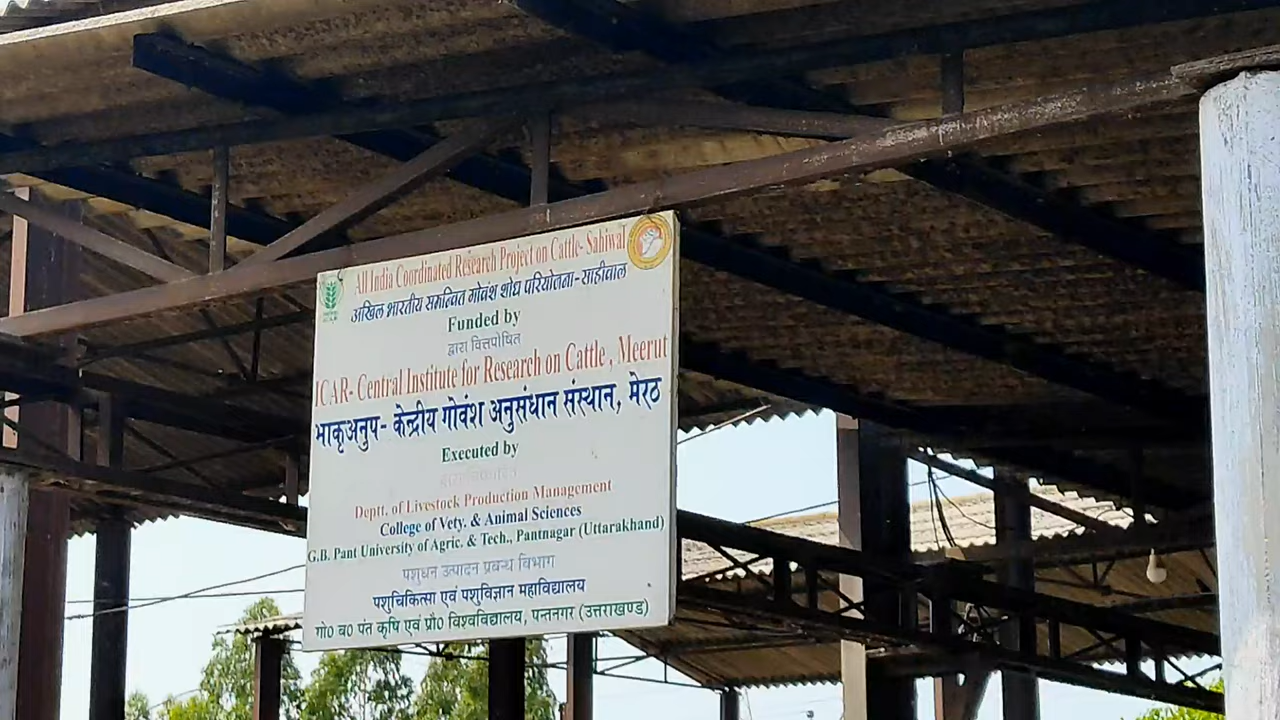 All India Coordinated Research Project on Cattle- Sahiwal
अखिल भारतीय समन्वित गोवंश शोध परियोजना-साहीवाल
Funded by
द्वारा वित्तपोषित
ICAR- Central Institute for Research on Cattle , Meerut
भाकृअनुप- केन्द्रीय गोवंश अनुसंधान संस्थान, मेरठ
Executed by
Deptt. of Livestock Production Management
College of Vety. & Animal Sciences
G.B. Pant University of Agric. & Tech., Pantnagar (Uttarakhand)
पशुधन उत्पादन प्रबन्ध विभाग
पशुचिकित्सा एवं पशुविज्ञान महाविद्यालय
गो0 ब0 पंत कृषि एवं प्रौ0 विश्वविद्यालय, पन्तनगर (उत्तराखण्ड)